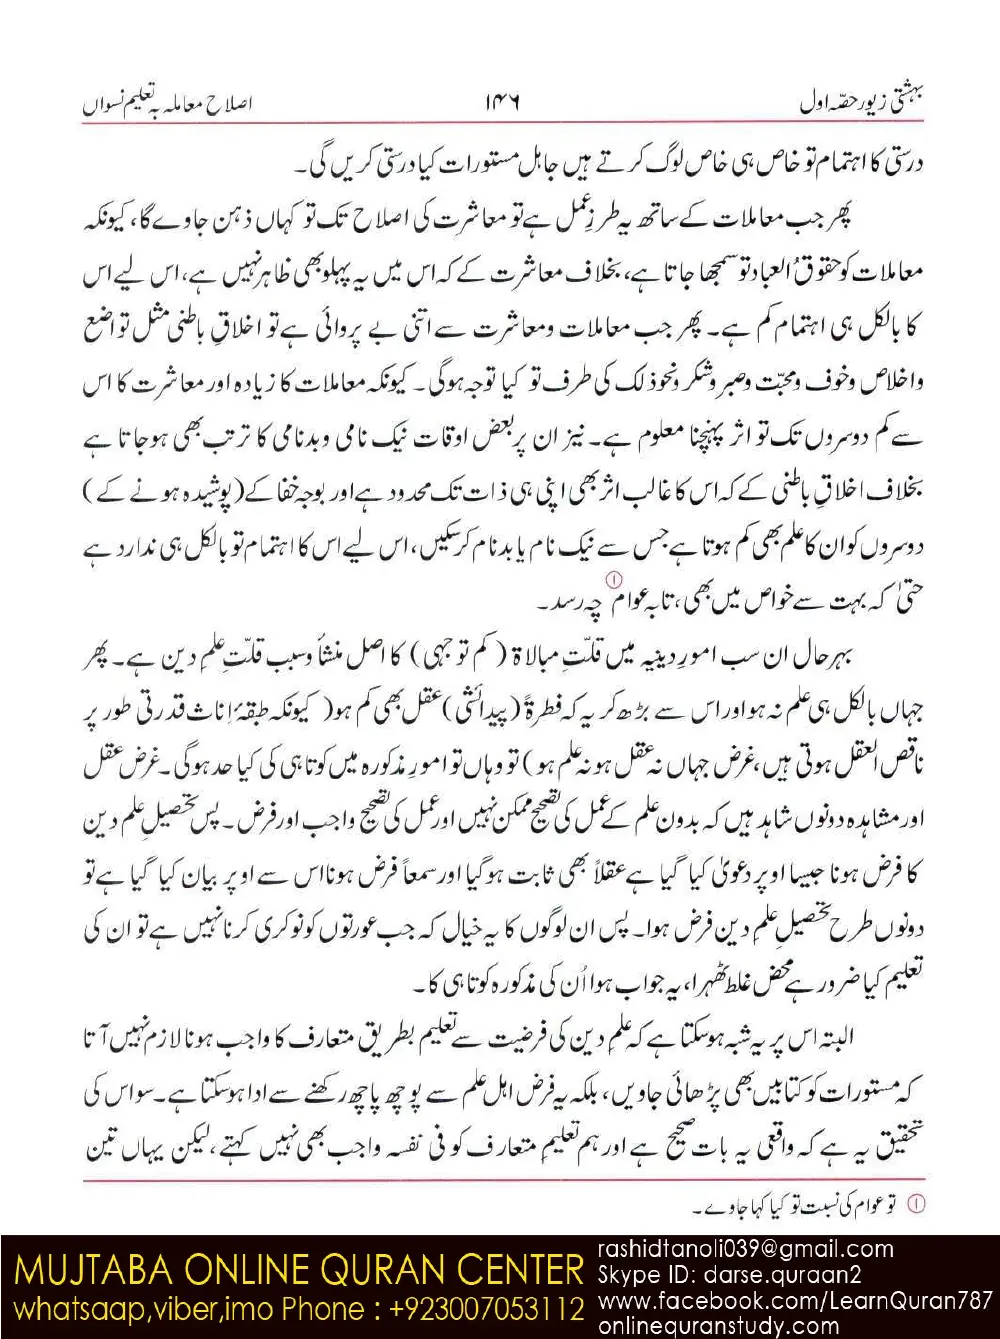 بہشتی زیور حصّہ اول ۱۴۶ اصلاح معاملہ بہ تعلیم نسواں
درستی کا اہتمام تو خاص ہی خاص لوگ کرتے ہیں جاہل مستورات کیا درستی کریں گی۔
پھر جب معاملات کے ساتھ یہ طرزِ عمل ہے تو معاشرت کی اصلاح تک تو کہاں ذہن جاوے گا، کیونکہ
معاملات کو حقوقُ العباد تو سمجھا جاتا ہے، بخلاف معاشرت کے کہ اس میں یہ پہلو بھی ظاہر نہیں ہے، اس لیے اس
کا بالکل ہی اہتمام کم ہے۔ پھر جب معاملات ومعاشرت سے اتنی بے پروائی ہے تو اخلاقِ باطنی مثل تواضع
واخلاص وخوف ومحبّت وصبر وشکر ونحوذلک کی طرف تو کیا توجہ ہوگی۔ کیونکہ معاملات کا زیادہ اور معاشرت کا اس
سے کم دوسروں تک تو اثر پہنچنا معلوم ہے۔ نیز ان پر بعض اوقات نیک نامی وبدنامی کا ترتب بھی ہوجاتا ہے
بخلاف اخلاقِ باطنی کے کہ اس کا غالب اثر بھی اپنی ہی ذات تک محدود ہے اور بوجہ خفا کے (پوشیدہ ہونے کے)
دوسروں کو ان کا علم بھی کم ہوتا ہے جس سے نیک نام یا بدنام کرسکیں، اس لیے اس کا اہتمام تو بالکل ہی ندارد ہے
حتیٰ کہ بہت سے خواص میں بھی، تابہ عوام ① چہ رسد۔
بہرحال ان سب امورِ دینیہ میں قلّتِ مبالاۃ (کم توجہی) کا اصل منشأ وسبب قلّتِ علمِ دین ہے۔ پھر
جہاں بالکل ہی علم نہ ہو اور اس سے بڑھ کر یہ کہ فطرۃً (پیدائشی) عقل بھی کم ہو (کیونکہ طبقۂ اِناث قدرتی طور پر
ناقص العقل ہوتی ہیں، غرض جہاں نہ عقل ہو نہ علم ہو) تو وہاں تو امورِ مذکورہ میں کوتاہی کی کیا حد ہوگی۔ غرض عقل
اور مشاہدہ دونوں شاہد ہیں کہ بدون علم کے عمل کی تصحیح ممکن نہیں اور عمل کی تصحیح واجب اور فرض۔ پس تحصیلِ علم دین
کا فرض ہونا جیسا اوپر دعویٰ کیا گیا ہے عقلاً بھی ثابت ہوگیا اور سمعاً فرض ہونا اس سے اوپر بیان کیا گیا ہے تو
دونوں طرح تحصیلِ علمِ دین فرض ہوا۔ پس ان لوگوں کا یہ خیال کہ جب عورتوں کو نوکری کرنا نہیں ہے تو ان کی
تعلیم کیا ضرور ہے محض غلط ٹھہرا، یہ جواب ہوا اُن کی مذکورہ کوتاہی کا۔
البتہ اس پر یہ شبہ ہوسکتا ہے کہ علمِ دین کی فرضیت سے تعلیم بطریق متعارف کا واجب ہونا لازم نہیں آتا
کہ مستورات کو کتابیں بھی پڑھائی جاویں، بلکہ یہ فرض اہل علم سے پوچھ پاچھ رکھنے سے ادا ہوسکتا ہے۔ سو اس کی
تحقیق یہ ہے کہ واقعی یہ بات صحیح ہے اور ہم تعلیمِ متعارف کو فی نفسہ واجب بھی نہیں کہتے، لیکن یہاں تین
① تو عوام کی نسبت تو کیا کہا جاوے۔
MUJTABA ONLINE QURAN CENTER
whatsaap,viber,imo Phone : +923007053112
rashidtanoli039@gmail.com
Skype ID: darse.quraan2
www.facebook.com/LearnQuran787
onlinequranstudy.com